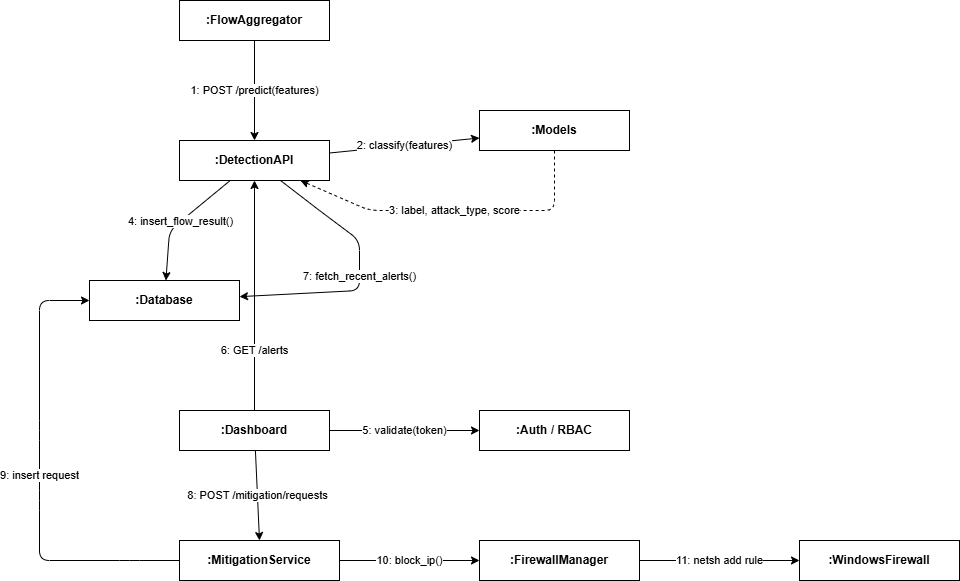 :FlowAggregator
1: POST /predict(features)
:DetectionAPI
2: classify(features)
:Models
3: label, attack_type, score
4: insert_flow_result()
7: fetch_recent_alerts()
:Database
6: GET /alerts
:Dashboard
5: validate(token)
:Auth / RBAC
9: insert request
8: POST /mitigation/requests
:MitigationService
10: block_ip()
:FirewallManager
11: netsh add rule
:WindowsFirewall